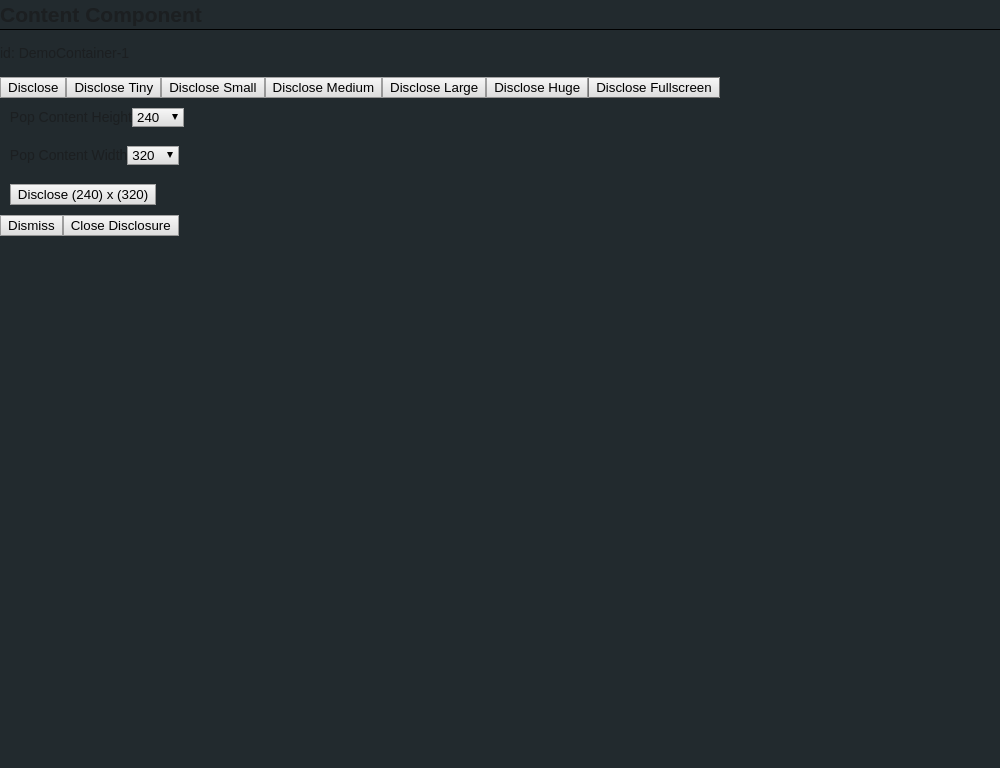 Content Component
id: DemoContainer-1
Disclose Disclose Tiny Disclose Small Disclose Medium Disclose Large Disclose Huge Disclose Fullscreen
Pop Content Height 240
Pop Content Width 320
Disclose (240) x (320)
Dismiss Close Disclosure